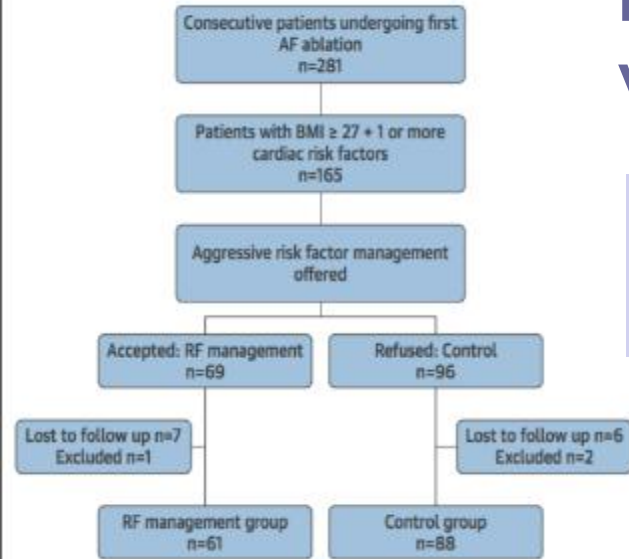 Consecutive patients undergoing first
AF ablation
n=281
Patients with BMI ≥ 27 + 1 or more
cardiac risk factors
n=165
Aggressive risk factor management
offered
Accepted: RF management
n=69
Refused: Control
n=96
Lost to follow up n=7
Excluded n=1
Lost to follow up n=6
Excluded n=2
RF management group
n=61
Control group
n=88